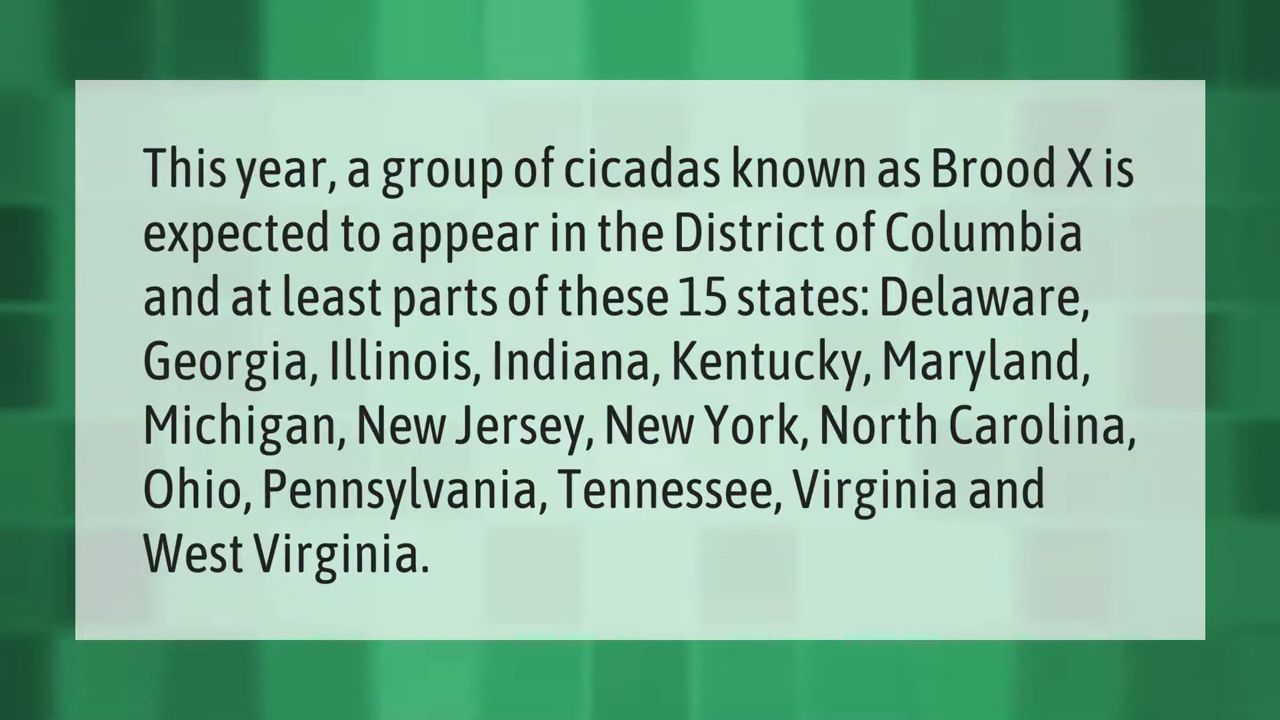 This year, a group of cicadas known as Brood X is
expected to appear in the District of Columbia
and at least parts of these 15 states: Delaware,
Georgia, Illinois, Indiana, Kentucky, Maryland,
Michigan, New Jersey, New York, North Carolina,
Ohio, Pennsylvania, Tennessee, Virginia and
West Virginia.